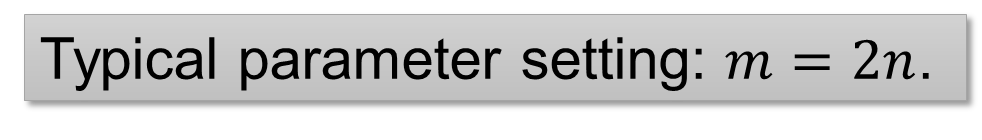 Typical parameter setting: m = 2n.